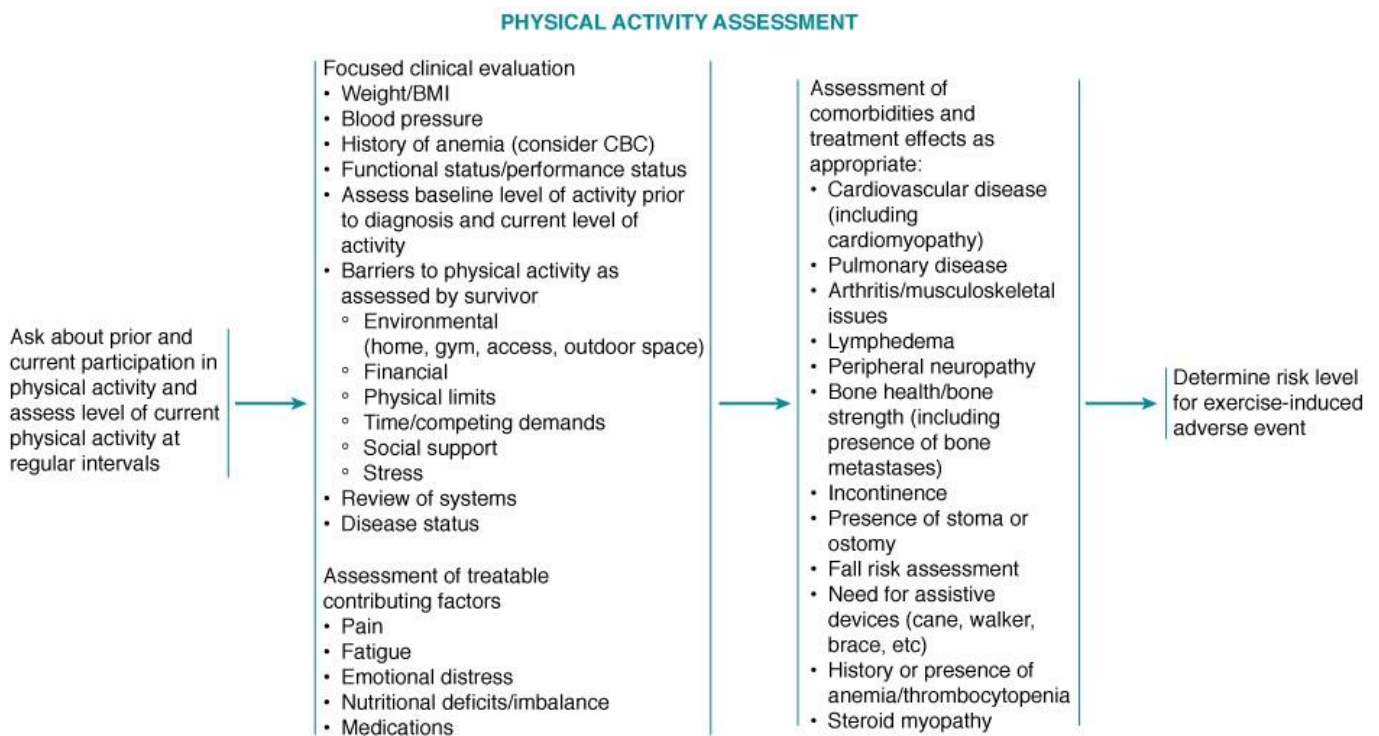 PHYSICAL ACTIVITY ASSESSMENT
Ask about prior and
current participation in
physical activity and
assess level of current
physical activity at
regular intervals
Focused clinical evaluation
• Weight/BMI
• Blood pressure
• History of anemia (consider CBC)
• Functional status/performance status
• Assess baseline level of activity prior
to diagnosis and current level of
activity
• Barriers to physical activity as
assessed by survivor
° Environmental
(home, gym, access, outdoor space)
° Financial
° Physical limits
° Time/competing demands
° Social support
° Stress
• Review of systems
• Disease status
Assessment of treatable
contributing factors
• Pain
• Fatigue
• Emotional distress
• Nutritional deficits/imbalance
• Medications
Assessment of
comorbidities and
treatment effects as
appropriate:
• Cardiovascular disease
(including
cardiomyopathy)
• Pulmonary disease
• Arthritis/musculoskeletal
issues
• Lymphedema
• Peripheral neuropathy
• Bone health/bone
strength (including
presence of bone
metastases)
• Incontinence
• Presence of stoma or
ostomy
• Fall risk assessment
• Need for assistive
devices (cane, walker,
brace, etc)
• History or presence of
anemia/thrombocytopenia
• Steroid myopathy
Determine risk level
for exercise-induced
adverse event